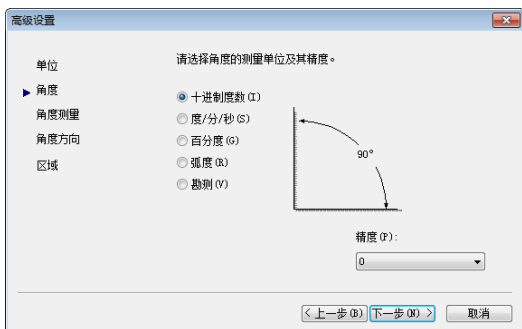 高级设置
单位
角度
角度测量
角度方向
区域
请选择角度的测量单位及其精度。
十进制度数(I)
度/分/秒(S)
百分度(G)
弧度(R)
勘测(V)
90°
精度(P):
0
< 上一步(B)
下一步(N) >
取消